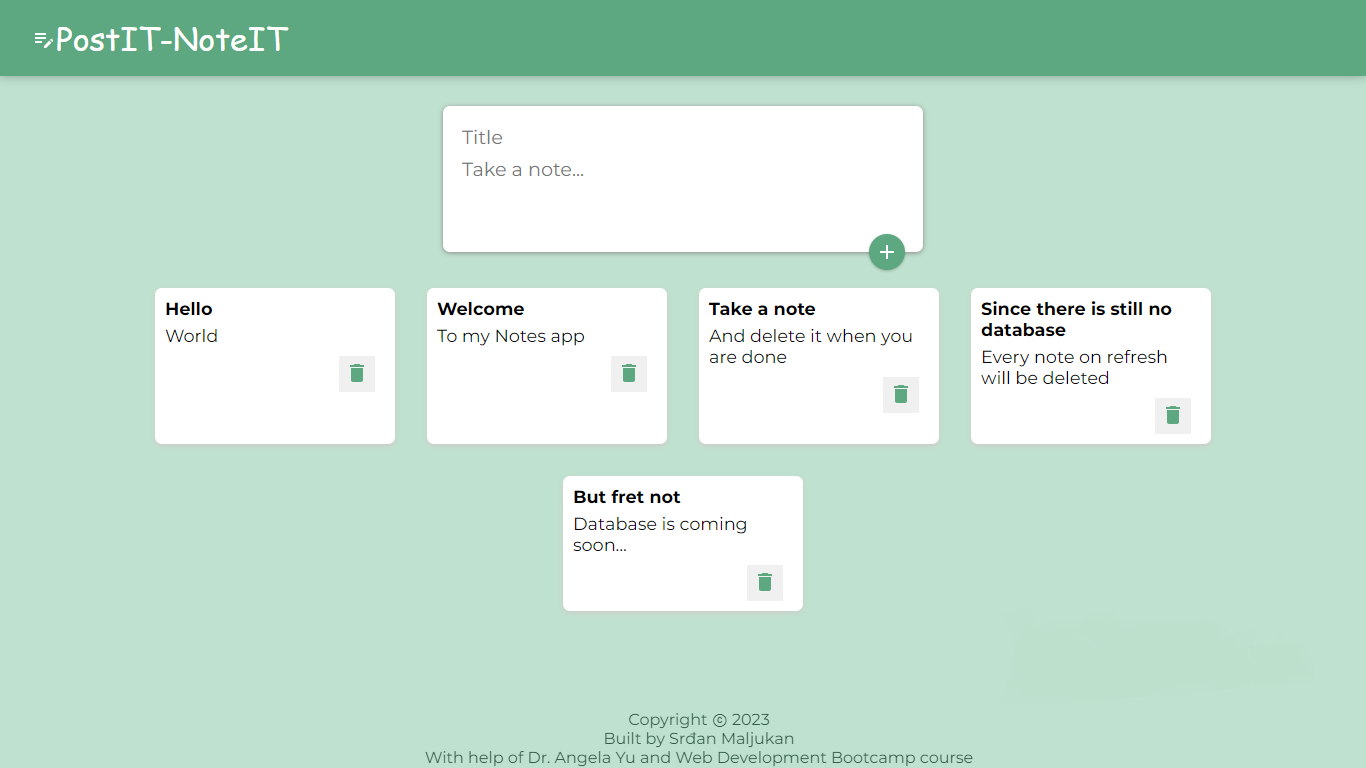 PostIT-NoteIT
Title
Take a note...
Hello
World
Welcome
To my Notes app
Take a note
And delete it when you
are done
Since there is still no
database
Every note on refresh
will be deleted
But fret not
Database is coming
soon...
Copyright © 2023
Built by Srđan Maljukan
With help of Dr. Angela Yu and Web Development Bootcamp course